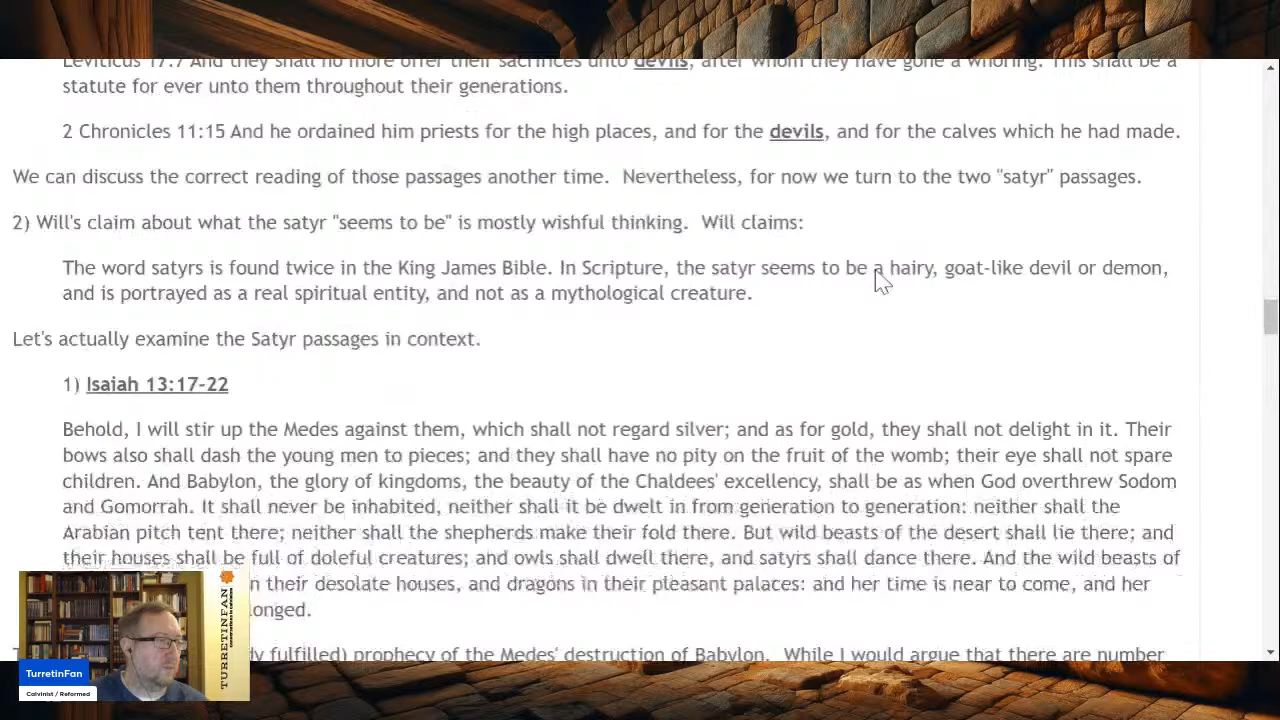 Leviticus 17:7 And they shall no more offer their sacrifices unto devils, after whom they have gone a whoring. This shall be a
statute for ever unto them throughout their generations.
2 Chronicles 11:15 And he ordained him priests for the high places, and for the devils, and for the calves which he had made.
We can discuss the correct reading of those passages another time.  Nevertheless, for now we turn to the two "satyr" passages.
2) Will's claim about what the satyr "seems to be" is mostly wishful thinking.  Will claims:
The word satyrs is found twice in the King James Bible. In Scripture, the satyr seems to be a hairy, goat-like devil or demon,
and is portrayed as a real spiritual entity, and not as a mythological creature.
Let's actually examine the Satyr passages in context.
1) Isaiah 13:17-22
Behold, I will stir up the Medes against them, which shall not regard silver; and as for gold, they shall not delight in it. Their
bows also shall dash the young men to pieces; and they shall have no pity on the fruit of the womb; their eye shall not spare
children. And Babylon, the glory of kingdoms, the beauty of the Chaldees' excellency, shall be as when God overthrew Sodom
and Gomorrah. It shall never be inhabited, neither shall it be dwelt in from generation to generation: neither shall the
Arabian pitch tent there; neither shall the shepherds make their fold there. But wild beasts of the desert shall lie there; and
their houses shall be full of doleful creatures; and owls shall dwell there, and satyrs shall dance there. And the wild beasts of
n their desolate houses, and dragons in their pleasant palaces: and her time is near to come, and her
longed.
fulfilled) prophecy of the Medes' destruction of Babylon.  While I would argue that there are number
TURRETINFAN
TurretinFan
Calvinist / Reformed